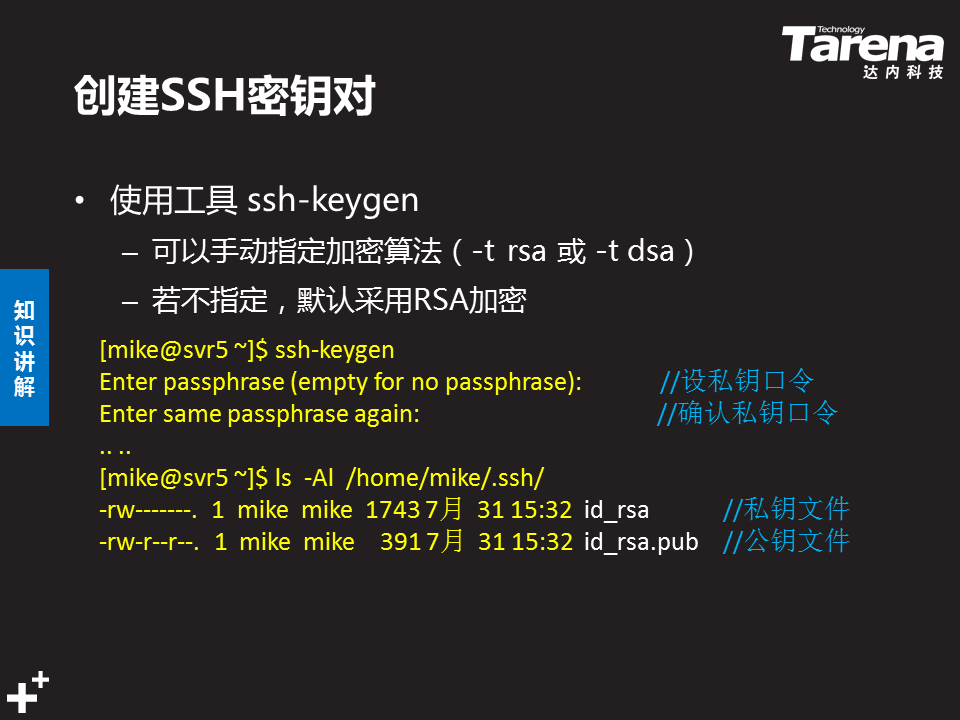 Technology
Tarena
达内科技
创建SSH密钥对
• 使用工具 ssh-keygen
– 可以手动指定加密算法（-t rsa 或 -t dsa）
– 若不指定，默认采用RSA加密
知识讲解
[mike@svr5 ~]$ ssh-keygen
Enter passphrase (empty for no passphrase): //设私钥口令
Enter same passphrase again: //确认私钥口令
.. ..
[mike@svr5 ~]$ ls -Al /home/mike/.ssh/
-rw-------. 1 mike mike 1743 7月 31 15:32 id_rsa //私钥文件
-rw-r--r--. 1 mike mike 391 7月 31 15:32 id_rsa.pub //公钥文件